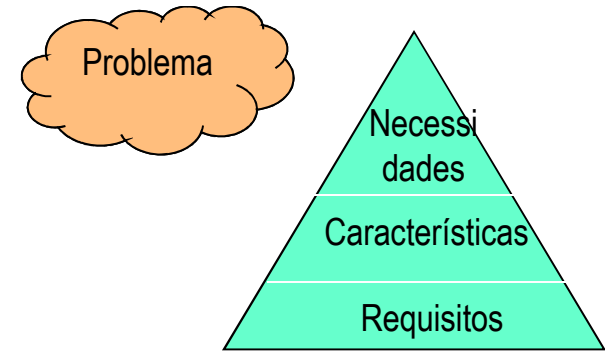 Problema
Necessi
dades
Características
Requisitos